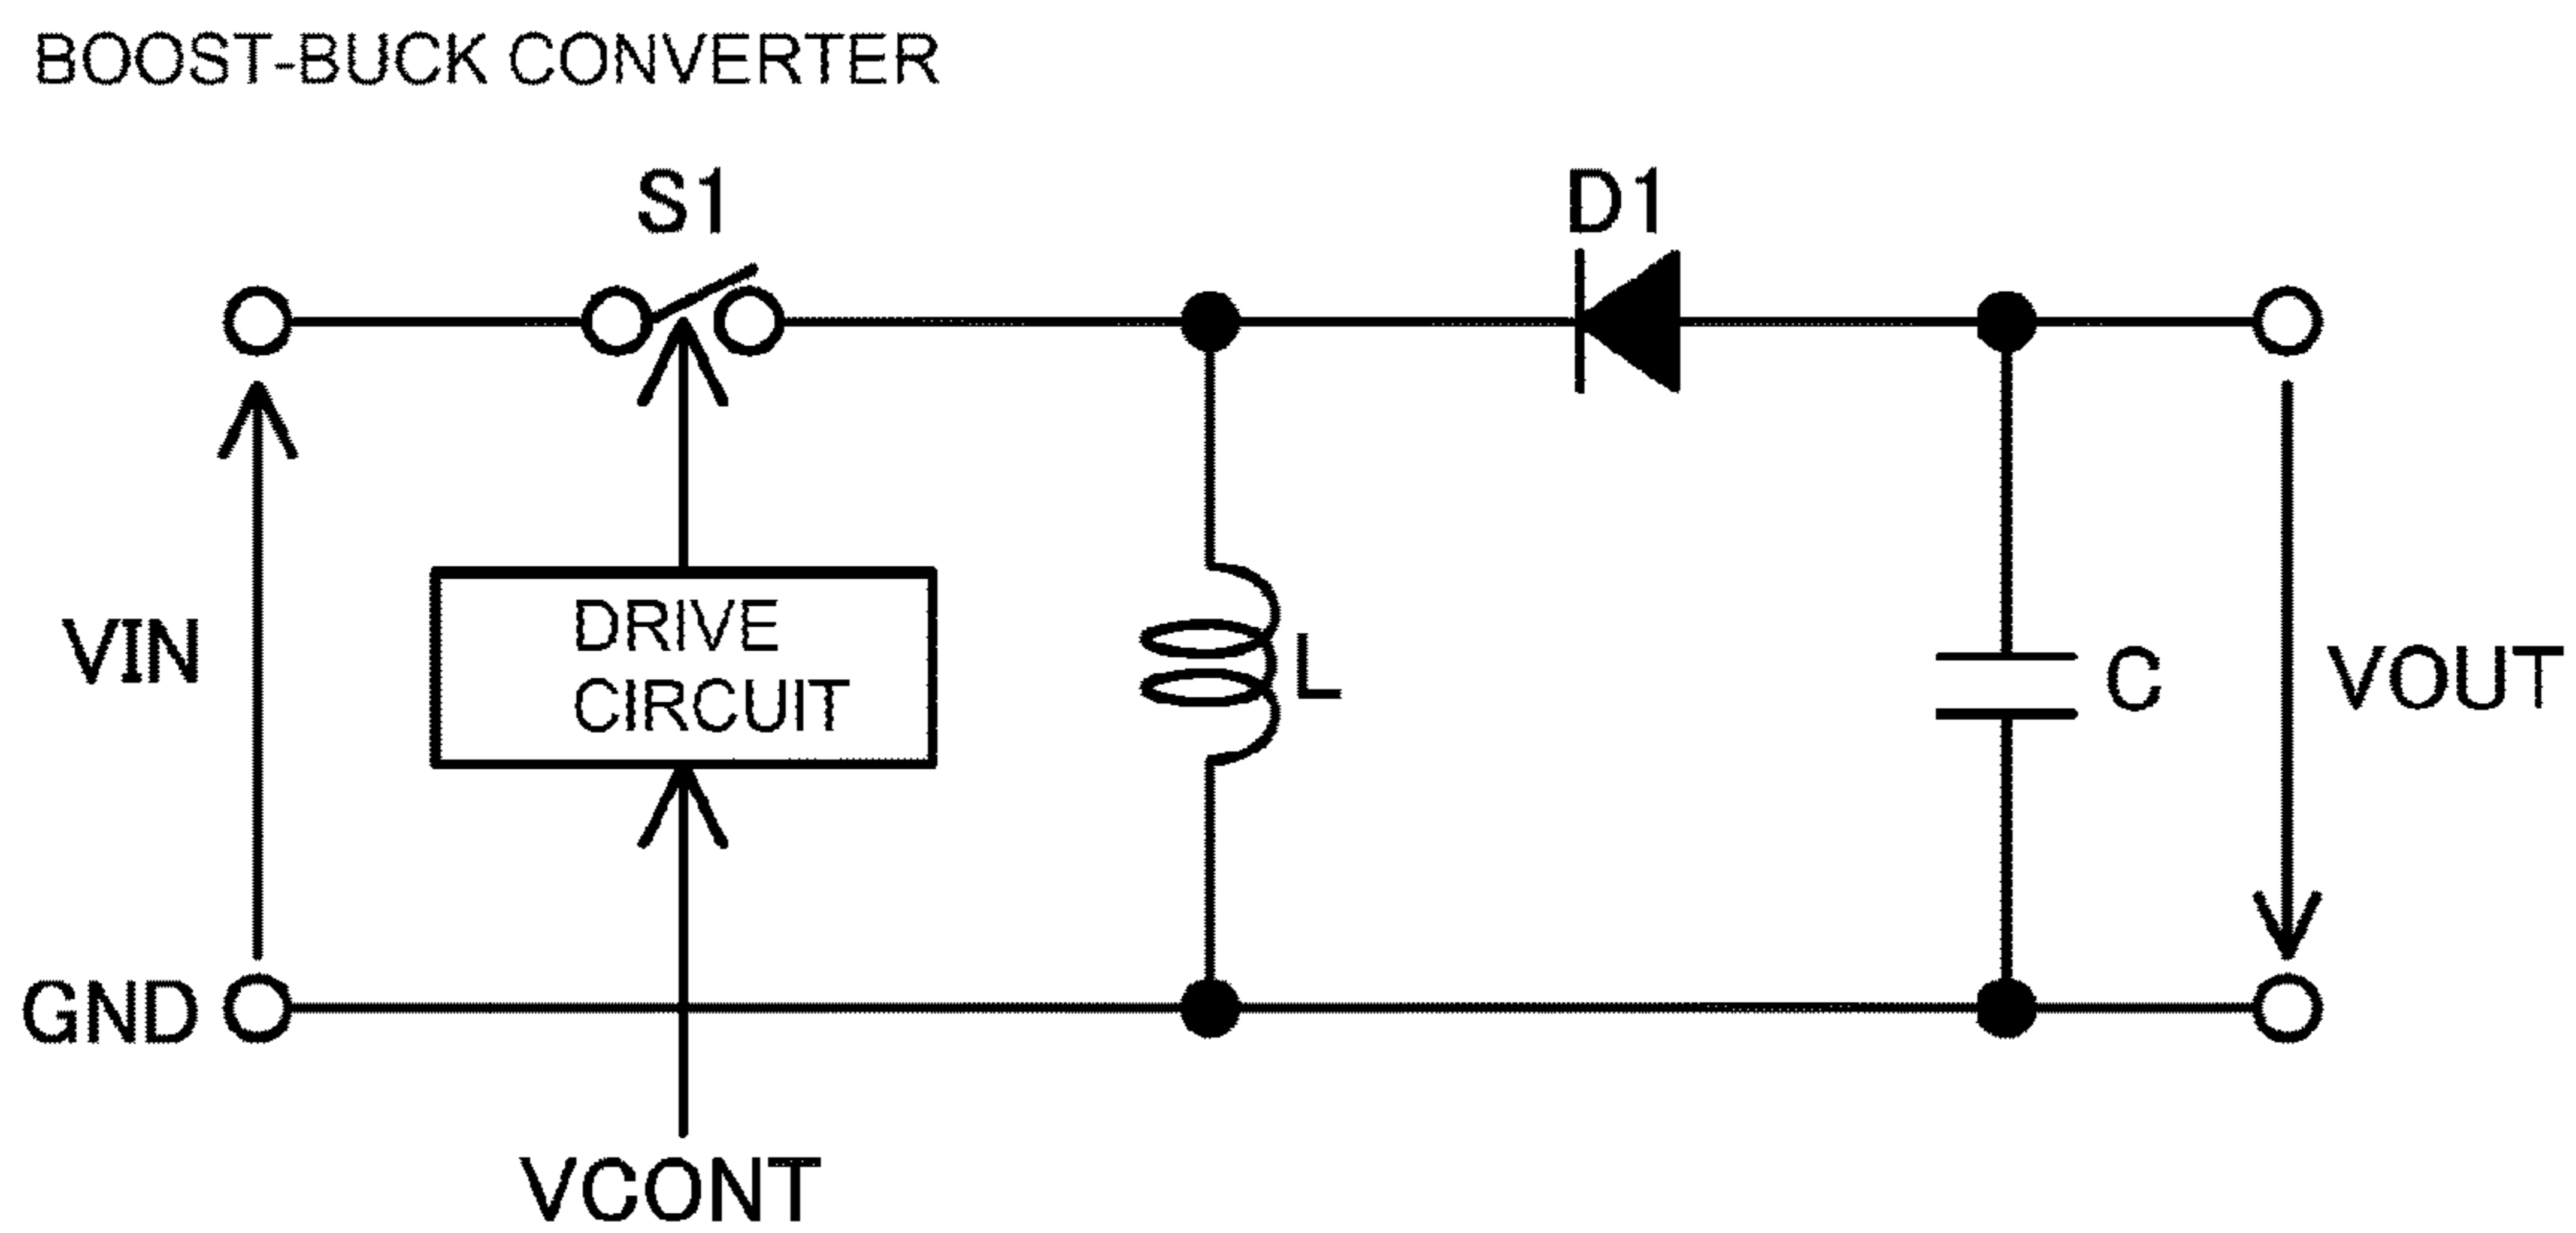 BOOST-BUCK CONVERTER
S1
D1
VIN
DRIVE
CIRCUIT
L
C
VOUT
GND
VCONT